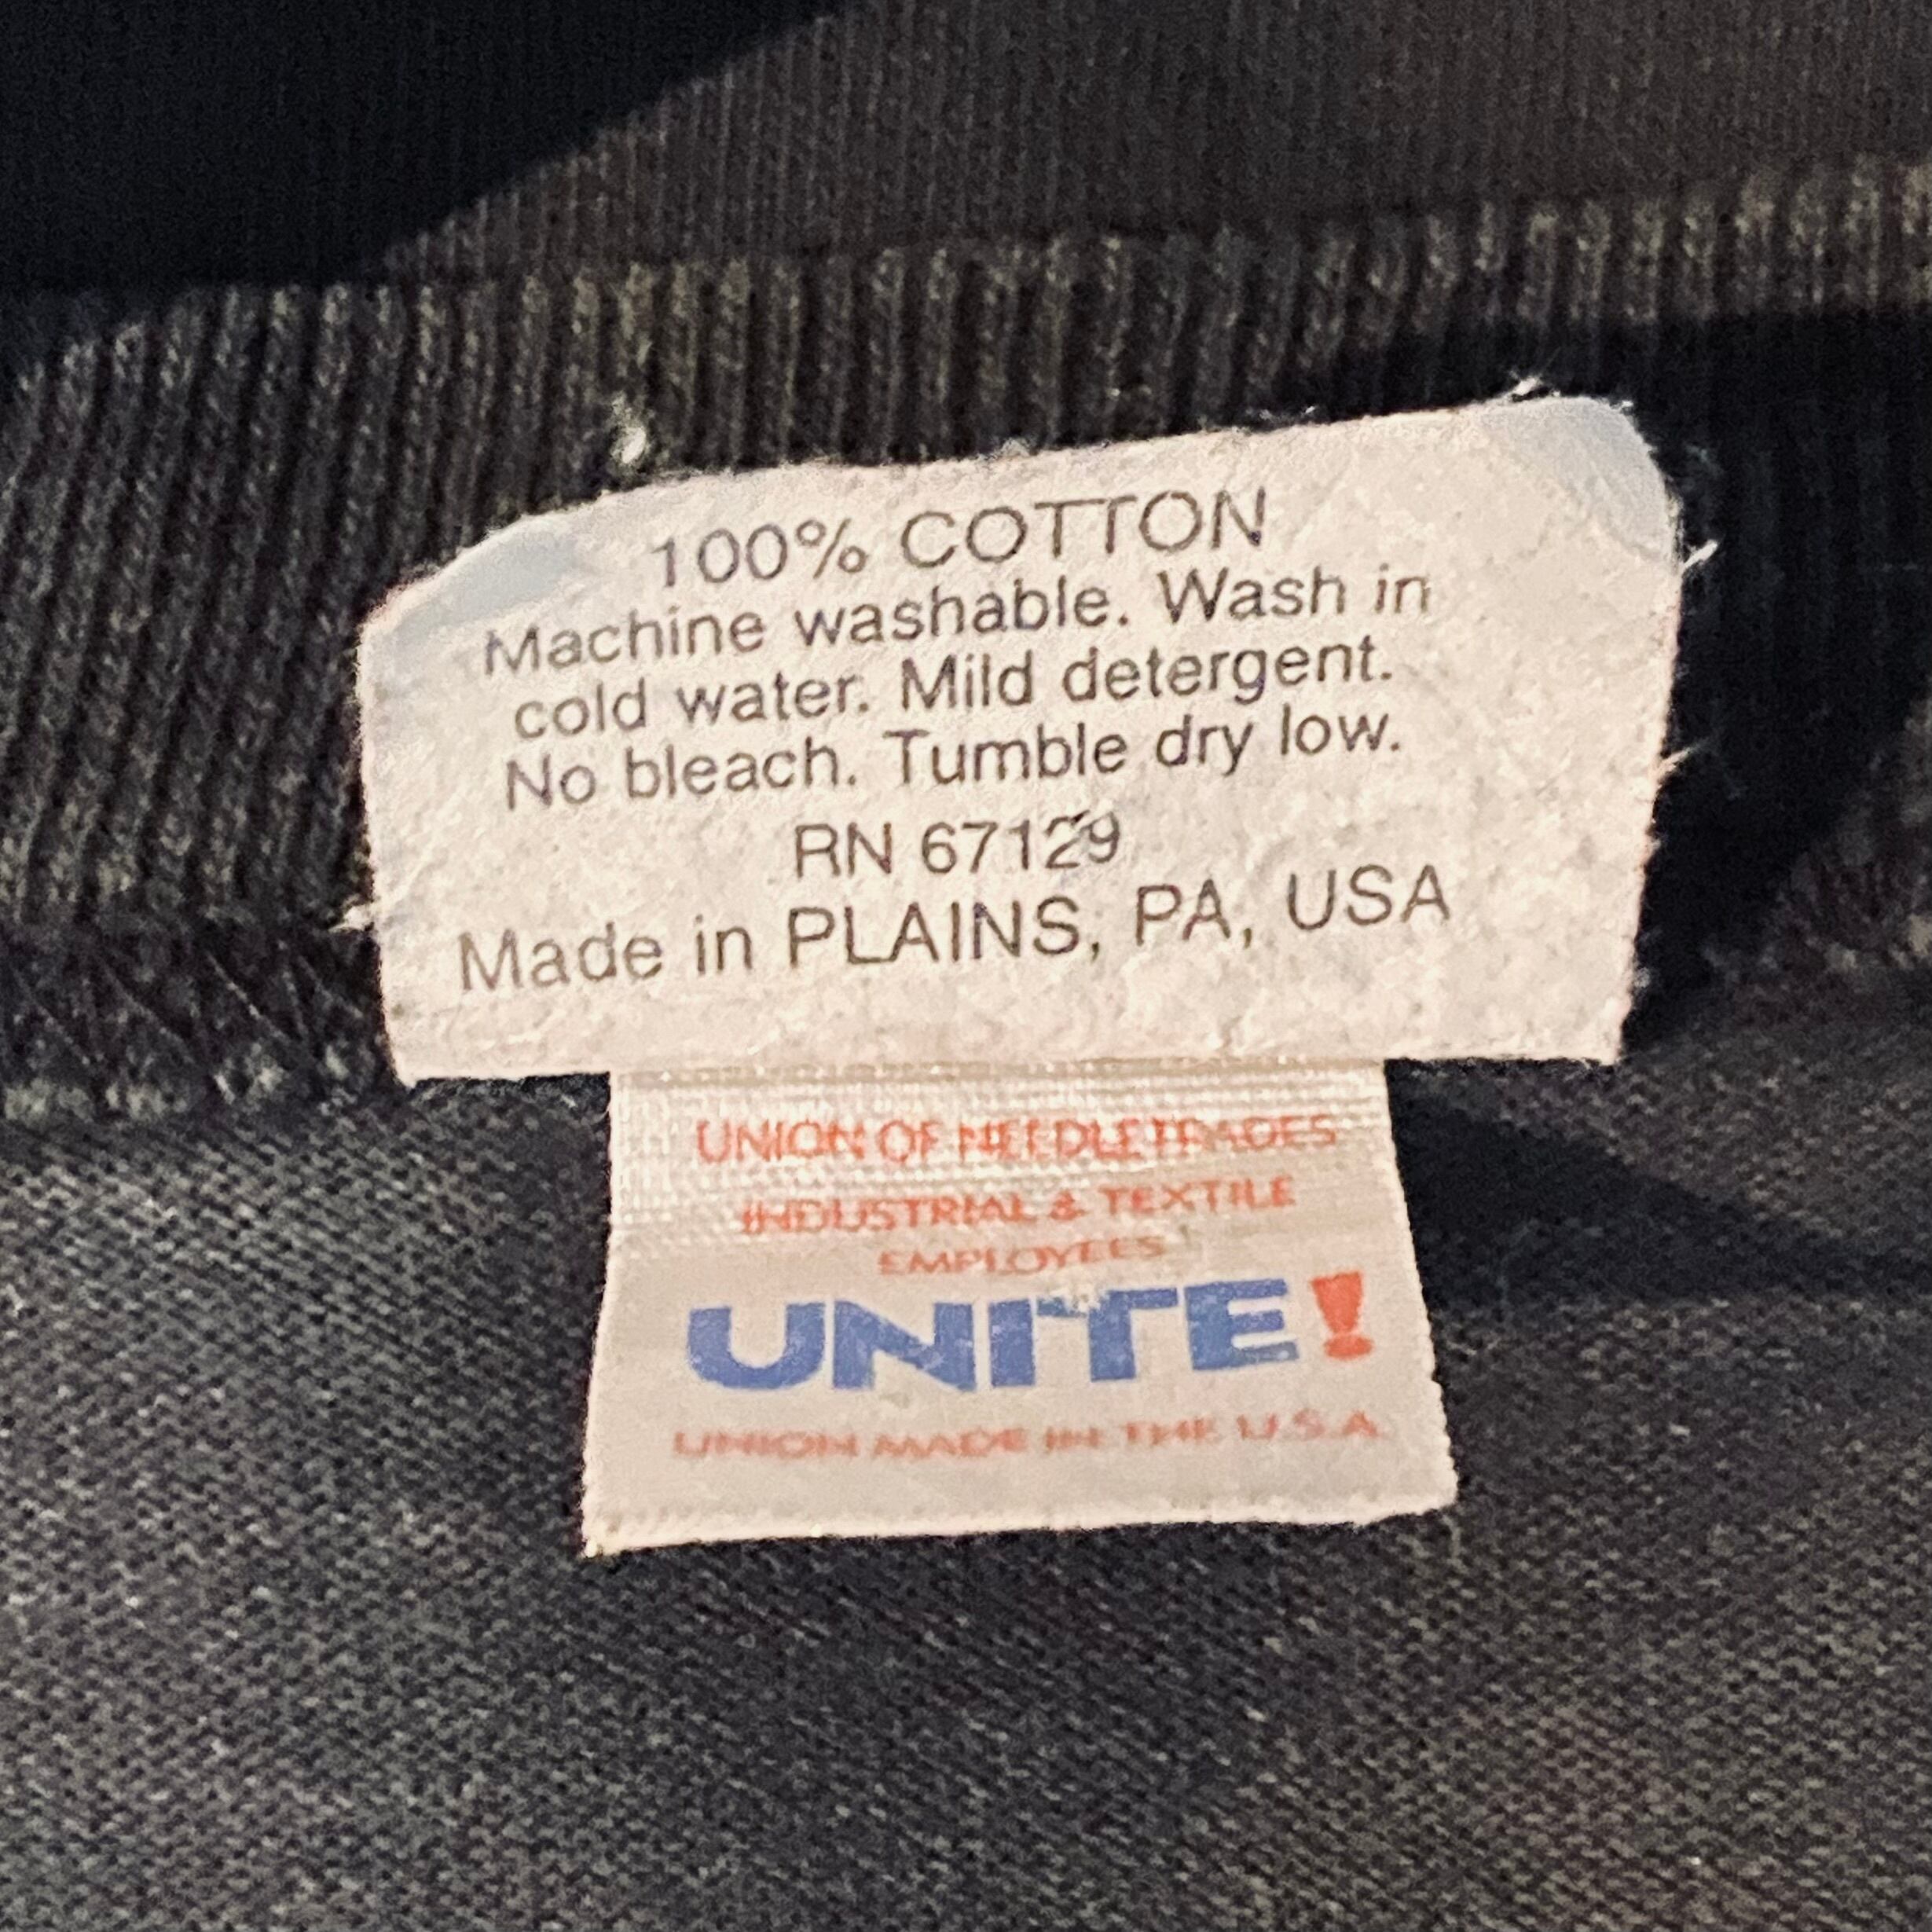 100% COTTON
Machine washable. Wash in
cold water. Mild detergent.
No bleach. Tumble dry low.
RN 67129
Made in PLAINS, PA, USA
UNION OF NEEDLETRADES
INDUSTRIAL & TEXTILE
EMPLOYEES
UNITE!
UNION MADE IN THE U.S.A.